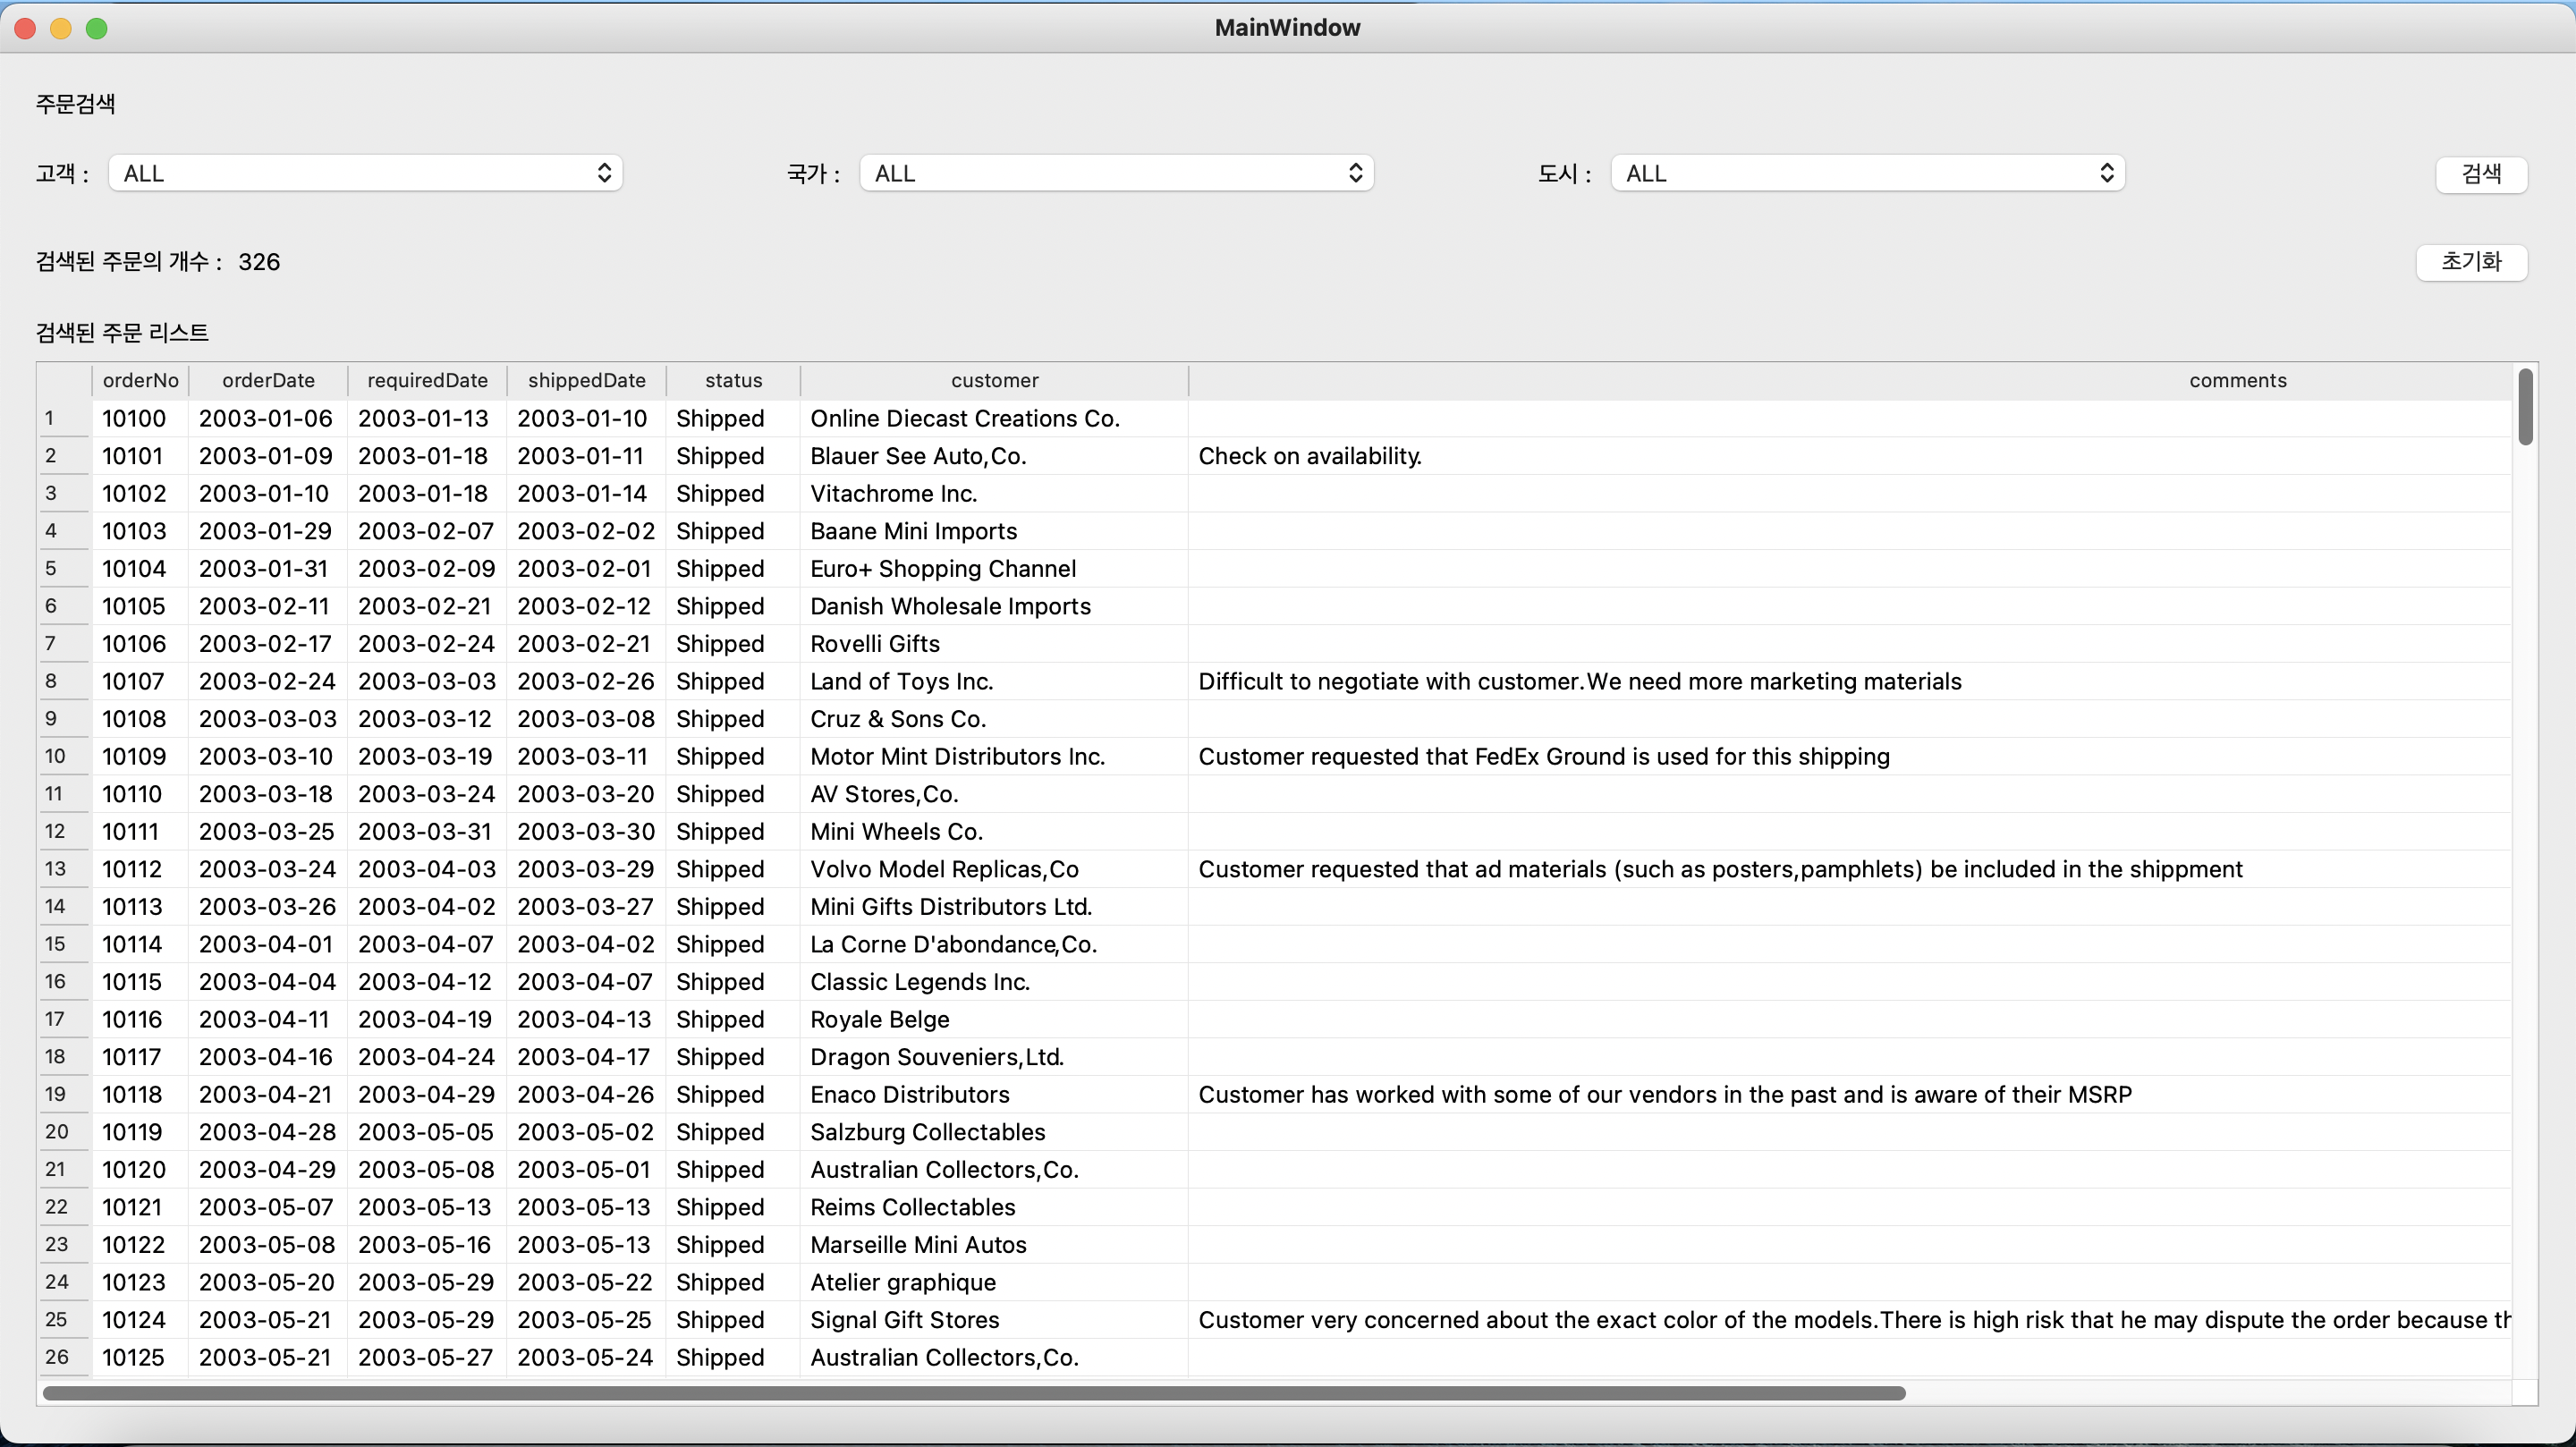 MainWindow
주문검색
고객 : ALL 국가 : ALL 도시 : ALL 검색
검색된 주문의 개수 : 326 초기화
검색된 주문 리스트
orderNo orderDate requiredDate shippedDate status customer comments
1 10100 2003-01-06 2003-01-13 2003-01-10 Shipped Online Diecast Creations Co.
2 10101 2003-01-09 2003-01-18 2003-01-11 Shipped Blauer See Auto,Co. Check on availability.
3 10102 2003-01-10 2003-01-18 2003-01-14 Shipped Vitachrome Inc.
4 10103 2003-01-29 2003-02-07 2003-02-02 Shipped Baane Mini Imports
5 10104 2003-01-31 2003-02-09 2003-02-01 Shipped Euro+ Shopping Channel
6 10105 2003-02-11 2003-02-21 2003-02-12 Shipped Danish Wholesale Imports
7 10106 2003-02-17 2003-02-24 2003-02-21 Shipped Rovelli Gifts
8 10107 2003-02-24 2003-03-03 2003-02-26 Shipped Land of Toys Inc. Difficult to negotiate with customer.We need more marketing materials
9 10108 2003-03-03 2003-03-12 2003-03-08 Shipped Cruz & Sons Co.
10 10109 2003-03-10 2003-03-19 2003-03-11 Shipped Motor Mint Distributors Inc. Customer requested that FedEx Ground is used for this shipping
11 10110 2003-03-18 2003-03-24 2003-03-20 Shipped AV Stores,Co.
12 10111 2003-03-25 2003-03-31 2003-03-30 Shipped Mini Wheels Co.
13 10112 2003-03-24 2003-04-03 2003-03-29 Shipped Volvo Model Replicas,Co Customer requested that ad materials (such as posters,pamphlets) be included in the shippment
14 10113 2003-03-26 2003-04-02 2003-03-27 Shipped Mini Gifts Distributors Ltd.
15 10114 2003-04-01 2003-04-07 2003-04-02 Shipped La Corne D'abondance,Co.
16 10115 2003-04-04 2003-04-12 2003-04-07 Shipped Classic Legends Inc.
17 10116 2003-04-11 2003-04-19 2003-04-13 Shipped Royale Belge
18 10117 2003-04-16 2003-04-24 2003-04-17 Shipped Dragon Souveniers,Ltd.
19 10118 2003-04-21 2003-04-29 2003-04-26 Shipped Enaco Distributors Customer has worked with some of our vendors in the past and is aware of their MSRP
20 10119 2003-04-28 2003-05-05 2003-05-02 Shipped Salzburg Collectables
21 10120 2003-04-29 2003-05-08 2003-05-01 Shipped Australian Collectors,Co.
22 10121 2003-05-07 2003-05-13 2003-05-13 Shipped Reims Collectables
23 10122 2003-05-08 2003-05-16 2003-05-13 Shipped Marseille Mini Autos
24 10123 2003-05-20 2003-05-29 2003-05-22 Shipped Atelier graphique
25 10124 2003-05-21 2003-05-29 2003-05-25 Shipped Signal Gift Stores Customer very concerned about the exact color of the models.There is high risk that he may dispute the order because
26 10125 2003-05-21 2003-05-27 2003-05-24 Shipped Australian Collectors,Co.